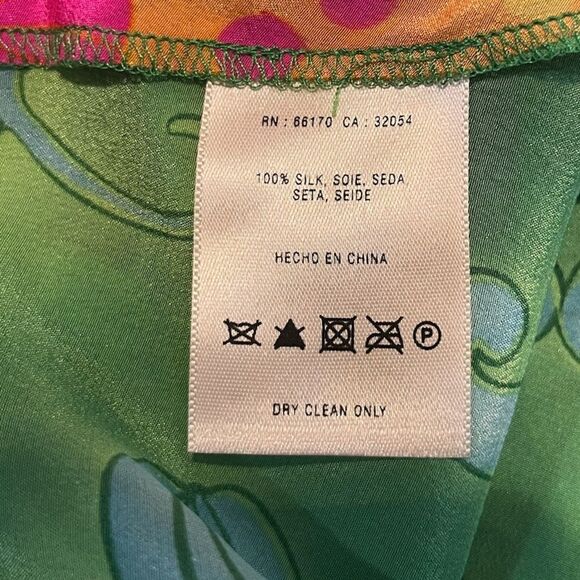 RN : 66170 CA : 32054
100% SILK, SOIE, SEDA,
SETA, SEIDE
HECHO EN CHINA
P
DRY CLEAN ONLY